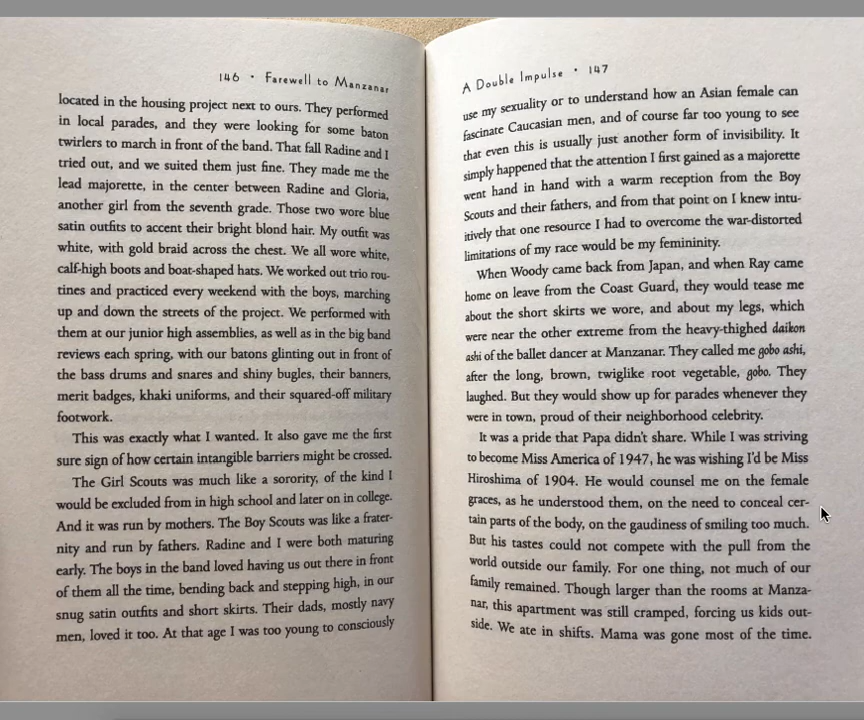 146 • Farewell to Manzanar
located in the housing project next to ours. They performed
in local parades, and they were looking for some baton
twirlers to march in front of the band. That fall Radine and I
tried out, and we suited them just fine. They made me the
lead majorette, in the center between Radine and Gloria,
another girl from the seventh grade. Those two wore blue
satin outfits to accent their bright blond hair. My outfit was
white, with gold braid across the chest. We all wore white,
calf-high boots and boat-shaped hats. We worked out trio rou-
tines and practiced every weekend with the boys, marching
up and down the streets of the project. We performed with
them at our junior high assemblies, as well as in the big band
reviews each spring, with our batons glinting out in front of
the bass drums and snares and shiny bugles, their banners,
merit badges, khaki uniforms, and their squared-off military
footwork.
This was exactly what I wanted. It also gave me the first
sure sign of how certain intangible barriers might be crossed.
The Girl Scouts was much like a sorority, of the kind I
would be excluded from in high school and later on in college.
And it was run by mothers. The Boy Scouts was like a frater-
nity and run by fathers. Radine and I were both maturing
early. The boys in the band loved having us out there in front
of them all the time, bending back and stepping high, in our
snug satin outfits and short skirts. Their dads, mostly navy
men, loved it too. At that age I was too young to consciously
A Double Impulse • 147
use my sexuality or to understand how an Asian female can
fascinate Caucasian men, and of course far too young to see
that even this is usually just another form of invisibility. It
simply happened that the attention I first gained as a majorette
went hand in hand with a warm reception from the Boy
Scouts and their fathers, and from that point on I knew intu-
itively that one resource I had to overcome the war-distorted
limitations of my race would be my femininity.
When Woody came back from Japan, and when Ray came
home on leave from the Coast Guard, they would tease me
about the short skirts we wore, and about my legs, which
were near the other extreme from the heavy-thighed daikon
ashi of the ballet dancer at Manzanar. They called me gobo ashi,
after the long, brown, twiglike root vegetable, gobo. They
laughed. But they would show up for parades whenever they
were in town, proud of their neighborhood celebrity.
It was a pride that Papa didn't share. While I was striving
to become Miss America of 1947, he was wishing I'd be Miss
Hiroshima of 1904. He would counsel me on the female
graces, as he understood them, on the need to conceal cer-
tain parts of the body, on the gaudiness of smiling too much.
But his tastes could not compete with the pull from the
world outside our family. For one thing, not much of our
family remained. Though larger than the rooms at Manza-
nar, this apartment was still cramped, forcing us kids out-
side. We ate in shifts. Mama was gone most of the time.